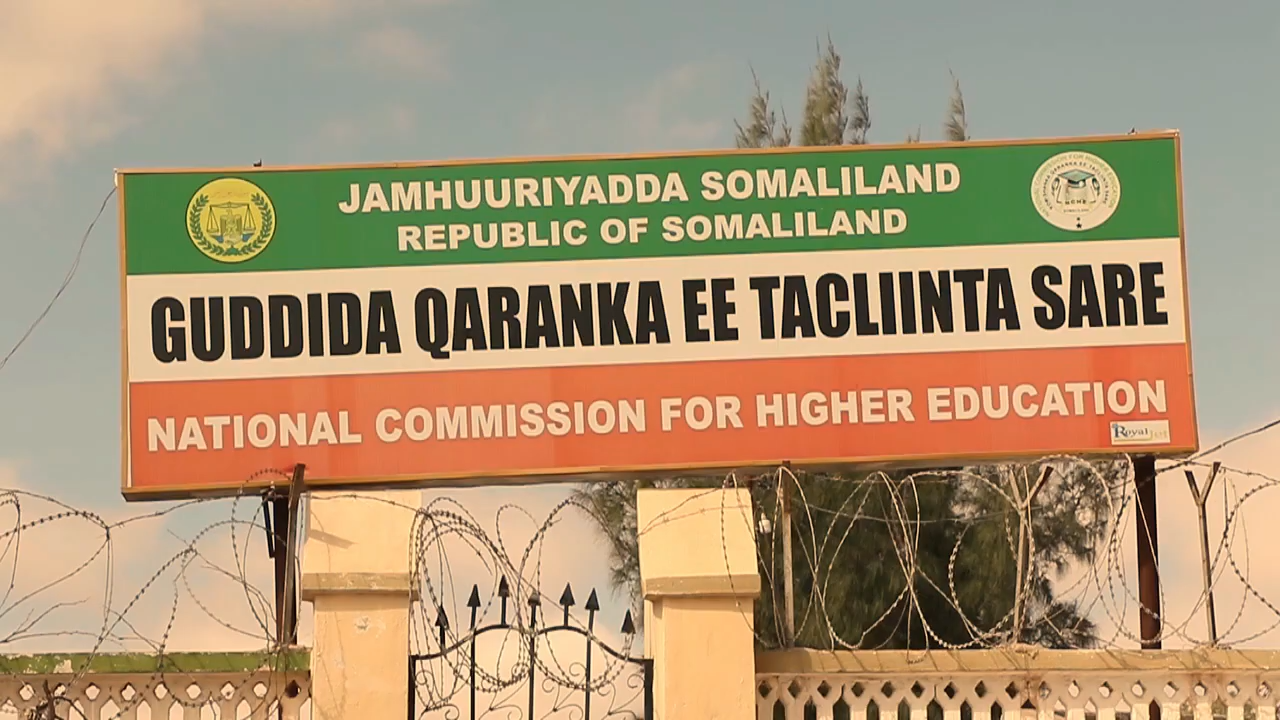 JAMHUURIYADDA SOMALILAND
REPUBLIC OF SOMALILAND
GUDDIDA QARANKA EE TACLIINTA SARE
NATIONAL COMMISSION FOR HIGHER EDUCATION
Royal